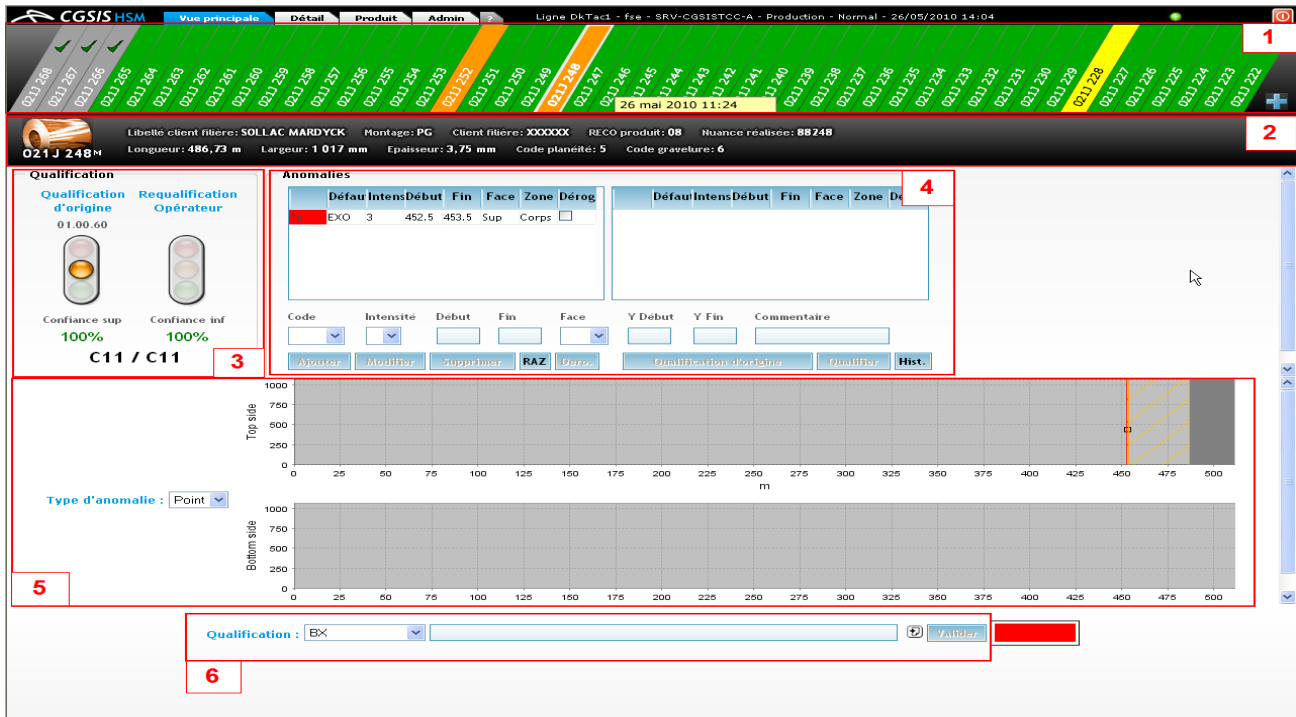 CGSIS HSM Vue principale Détail Produit Admin ? Ligne DkTac1 - fse - SRV-CGSISTCC-A - Production - Normal - 26/05/2010 14:04
1
021J 268 021J 267 021J 266 021J 265 021J 264 021J 263 021J 262 021J 261 021J 260 021J 259 021J 258 021J 257 021J 256 021J 255 021J 254 021J 253 021J 252 021J 251 021J 250 021J 249 021J 248 021J 247 021J 246 021J 245 021J 244 021J 243 021J 242 021J 241 021J 240 021J 239 021J 238 021J 237 021J 236 021J 235 021J 234 021J 233 021J 232 021J 231 021J 230 021J 229 021J 228 021J 227 021J 226 021J 225 021J 224 021J 223 021J 222
26 mai 2010 11:24
2
Libellé client filière: SOLLAC MARDYCK Montage: PG Client filière: XXXXXX RECO produit: 08 Nuance réalisée: 88248
021J 248M Longueur: 486,73 m Largeur: 1 017 mm Epaisseur: 3,75 mm Code planéité: 5 Code gravelure: 6
Qualification
Qualification d'origine
01.00.60
Requalification Opérateur
Confiance sup Confiance inf
100% 100%
C11 / C11
3
Anomalies
4
Défau Intens Début Fin Face Zone Dérog
EXO 3 452.5 453.5 Sup Corps
Défaut Intens Début Fin Face Zone
Code Intensité Début Fin Face Y Début Y Fin Commentaire
Ajouter Modifier Supprimer RAZ Dero. Qualification d'origine Qualifier Hist.
Type d'anomalie : Point
Top side
1000
750
500
250
0
0 25 50 75 100 125 150 175 200 225 250 275 300 325 350 375 400 425 450 475 500
m
Bottom side
1000
750
500
250
0
0 25 50 75 100 125 150 175 200 225 250 275 300 325 350 375 400 425 450 475 500
5
Qualification : BX Valider
6